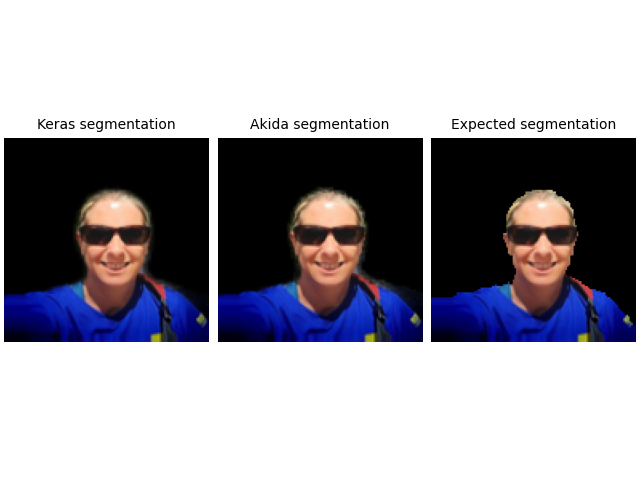 Keras segmentation
Akida segmentation
Expected segmentation